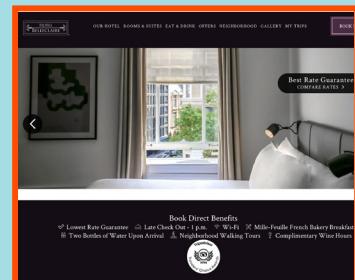 HOTEL
BELLECLAIRE
OUR HOTEL ROOMS & SUITES EAT & DRINK OFFERS NEIGHBORHOOD GALLERY MY TRIPS
BOOK
Best Rate Guarantee
COMPARE RATES >
Book Direct Benefits
Lowest Rate Guarantee Late Check Out - 1 p.m. Wi-Fi Mille-Feuille French Bakery Breakfast
Two Bottles of Water Upon Arrival Neighborhood Walking Tours Complimentary Wine Hours